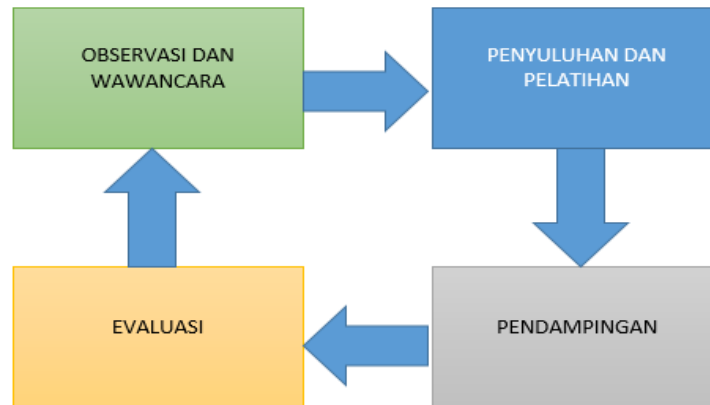 OBSERVASI DAN
WAWANCARA
PENYULUHAN DAN
PELATIHAN
EVALUASI
PENDAMPINGAN